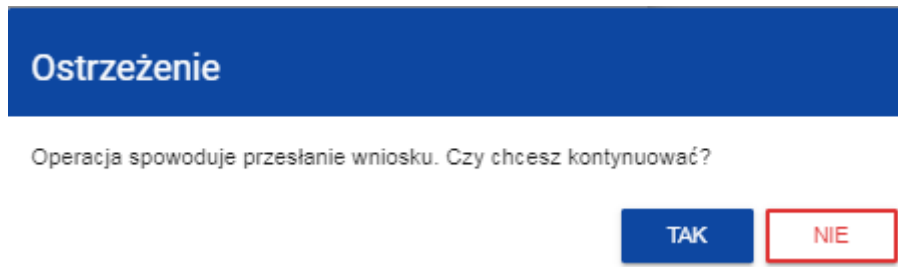 Ostrzeżenie
Operacja spowoduje przesłanie wniosku. Czy chcesz kontynuować?
TAK NIE